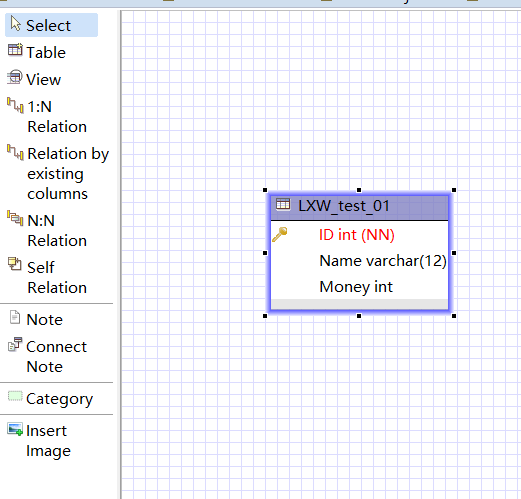 Select
Table
View
1:N
Relation
Relation by
existing
columns
N:N
Relation
Self
Relation
Note
Connect
Note
Category
Insert
Image
LXW_test_01
ID int (NN)
Name varchar(12)
Money int